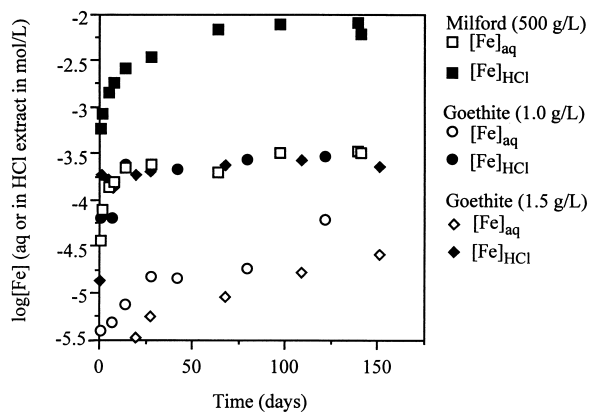 -2
-2.5
-3
-3.5
-4
-4.5
-5
-5.5
0
50
100
150
log[Fe] (aq or in HCl extract in mol/L)
Time (days)
Milford (500 g/L)
[Fe]aq
[Fe]HCl
Goethite (1.0 g/L)
[Fe]aq
[Fe]HCl
Goethite (1.5 g/L)
[Fe]aq
[Fe]HCl